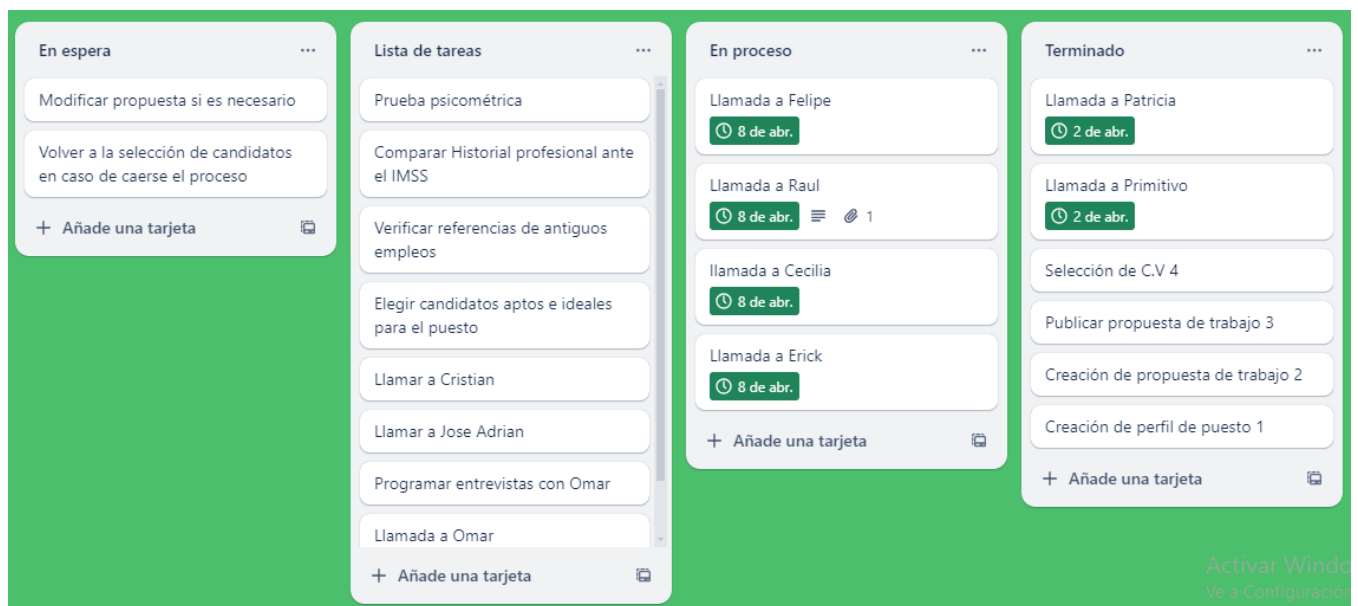 En espera
Modificar propuesta si es necesario
Volver a la selección de candidatos
en caso de caerse el proceso
Añade una tarjeta
Lista de tareas
Prueba psicométrica
Comparar Historial profesional ante
el IMSS
Verificar referencias de antiguos
empleos
Elegir candidatos aptos e ideales
para el puesto
Llamar a Cristian
Llamar a Jose Adrian
Programar entrevistas con Omar
Llamada a Omar
Añade una tarjeta
En proceso
Llamada a Felipe
8 de abr.
Llamada a Raul
8 de abr. 1
llamada a Cecilia
8 de abr.
Llamada a Erick
8 de abr.
Añade una tarjeta
Terminado
Llamada a Patricia
2 de abr.
Llamada a Primitivo
2 de abr.
Selección de C.V 4
Publicar propuesta de trabajo 3
Creación de propuesta de trabajo 2
Creación de perfil de puesto 1
Añade una tarjeta
Activar Windo
Ve a Configuración